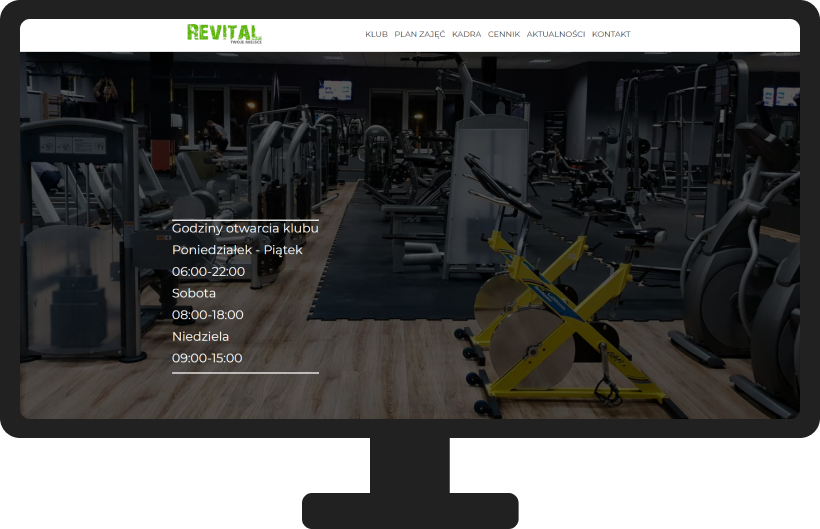 REVITAL
TWOJE MIEJSCE
KLUB PLAN ZAJĘĆ KADRA CENNIK AKTUALNOŚCI KONTAKT
Godziny otwarcia klubu
Poniedziałek - Piątek
06:00-22:00
Sobota
08:00-18:00
Niedziela
09:00-15:00